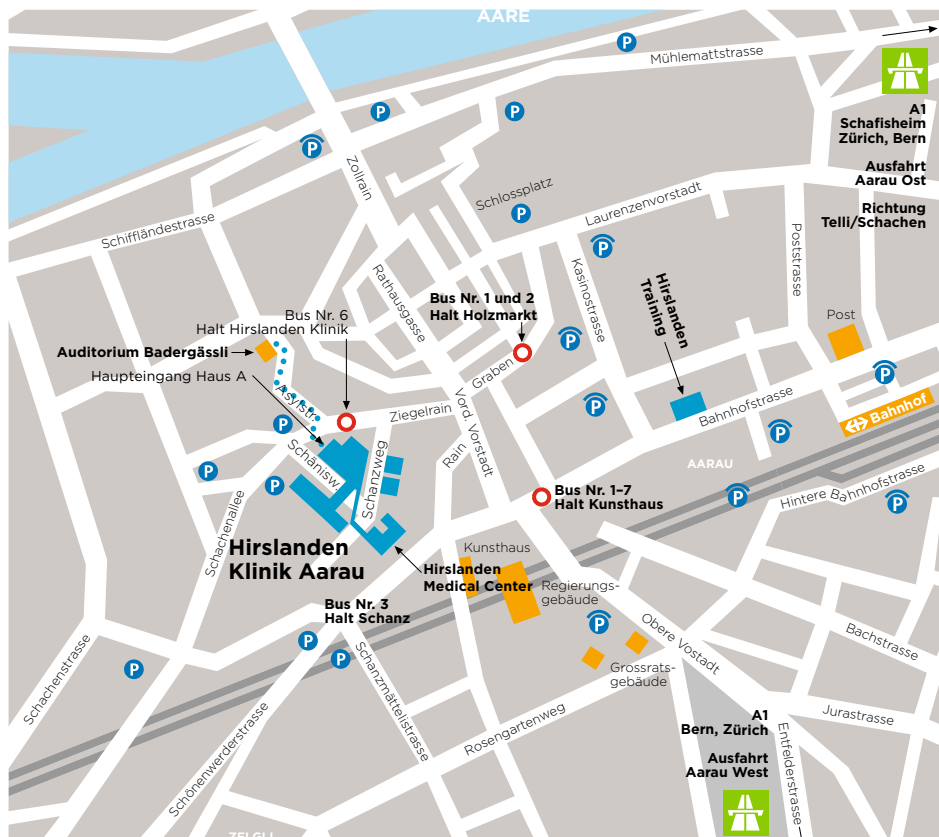 AARE
P
Mühlemattstrasse
A1
Schafisheim
Zürich, Bern
Ausfahrt
Aarau Ost
Richtung
Telli/Schachen
P
P
P
Zollrain
Schlossplatz
P
Laurenzenvorstadt
P
Schiffländestrasse
Rathausgasse
Kasinostrasse
Poststrasse
Bus Nr. 1 und 2
Halt Holzmarkt
Hirslanden
Training
Post
Bus Nr. 6
Halt Hirslanden Klinik
Auditorium Badergässli
Haupteingang Haus A
P
Graben
P
P
Bahnhof
Asylstr.
Ziegelrain
Vord. Vorstadt
P
Bahnhofstrasse
P
P
Schänisw.
Schanzweg
Rain
AARAU
P
P
P
Hintere Bahnhofstrasse
P
Bus Nr. 1–7
Halt Kunsthaus
Schachenallee
Hirslanden
Klinik Aarau
Kunsthaus
Hirslanden
Medical Center
Regierungs-
gebäude
Bus Nr. 3
Halt Schanz
P
P
P
P
Obere Vostadt
Bachstrasse
Grossrats-
gebäude
Schachenstrasse
Schanzmättelistrasse
Schönenwerderstrasse
Rosengartenweg
A1
Bern, Zürich
Ausfahrt
Aarau West
Jurastrasse
Entfelderstrasse
ZELGLI